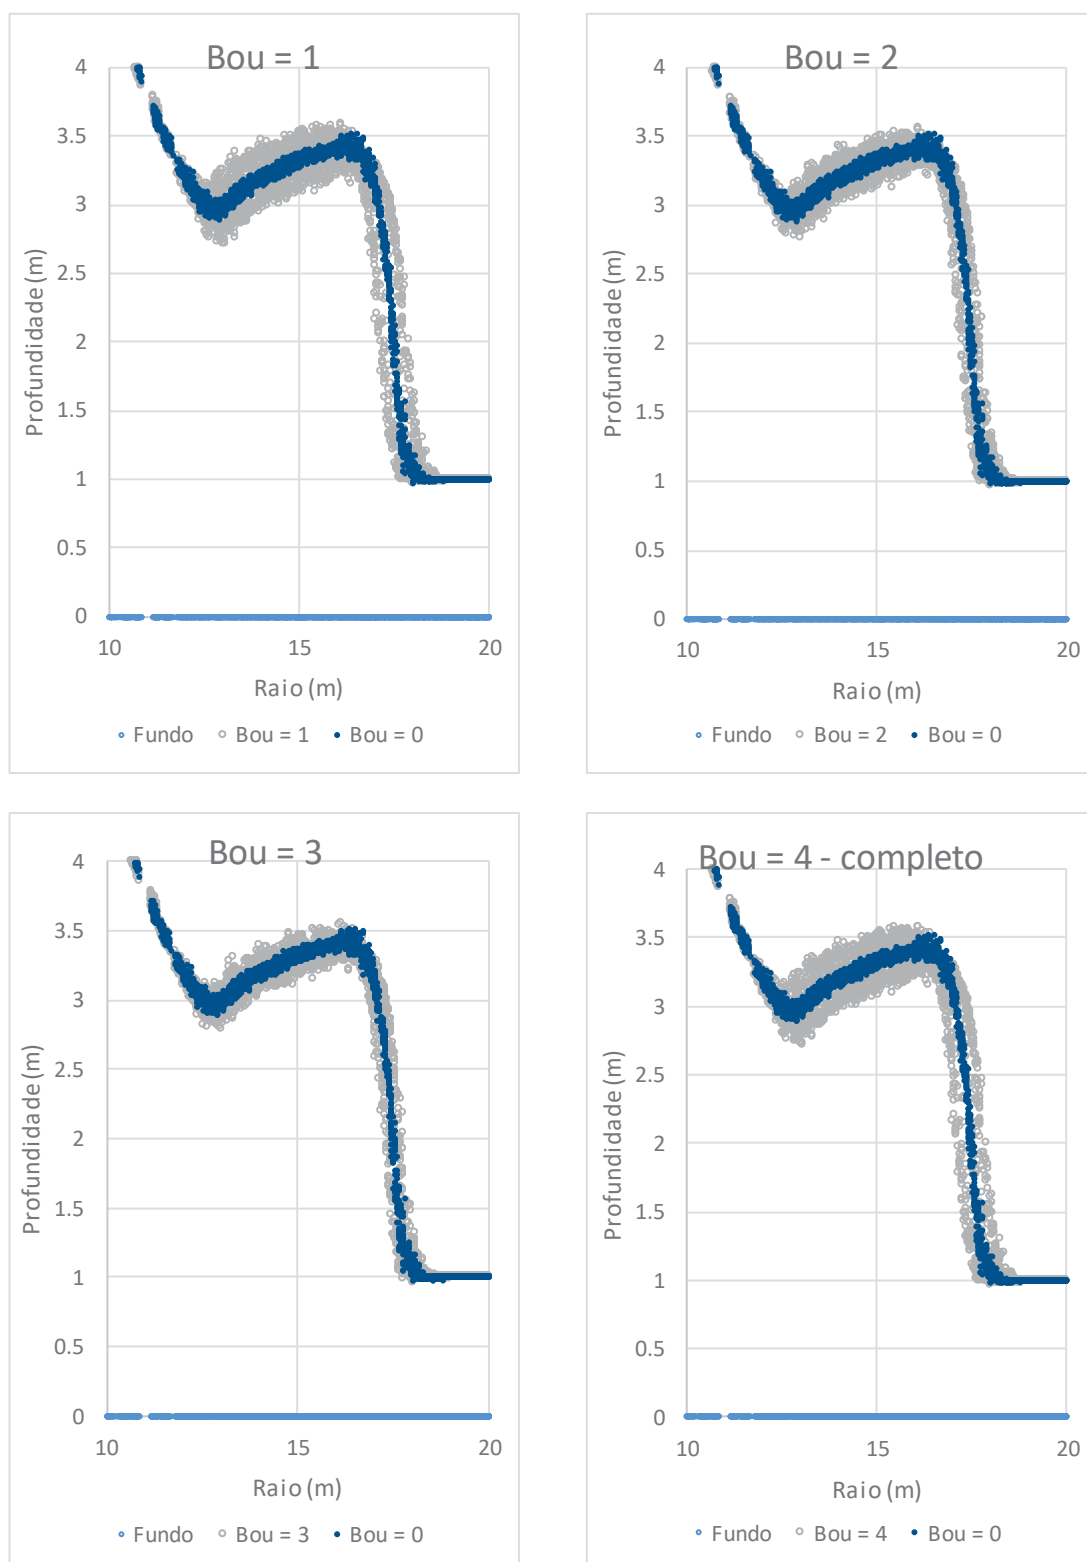 Bou = 1
4
3.5
3
2.5
2
1.5
1
0.5
0
Profundidade (m)
10 15 20
Raio (m)
Fundo Bou = 1 Bou = 0
Bou = 2
4
3.5
3
2.5
2
1.5
1
0.5
0
Profundidade (m)
10 15 20
Raio (m)
Fundo Bou = 2 Bou = 0
Bou = 3
4
3.5
3
2.5
2
1.5
1
0.5
0
Profundidade (m)
10 15 20
Raio (m)
Fundo Bou = 3 Bou = 0
Bou = 4 - completo
4
3.5
3
2.5
2
1.5
1
0.5
0
Profundidade (m)
10 15 20
Raio (m)
Fundo Bou = 4 Bou = 0